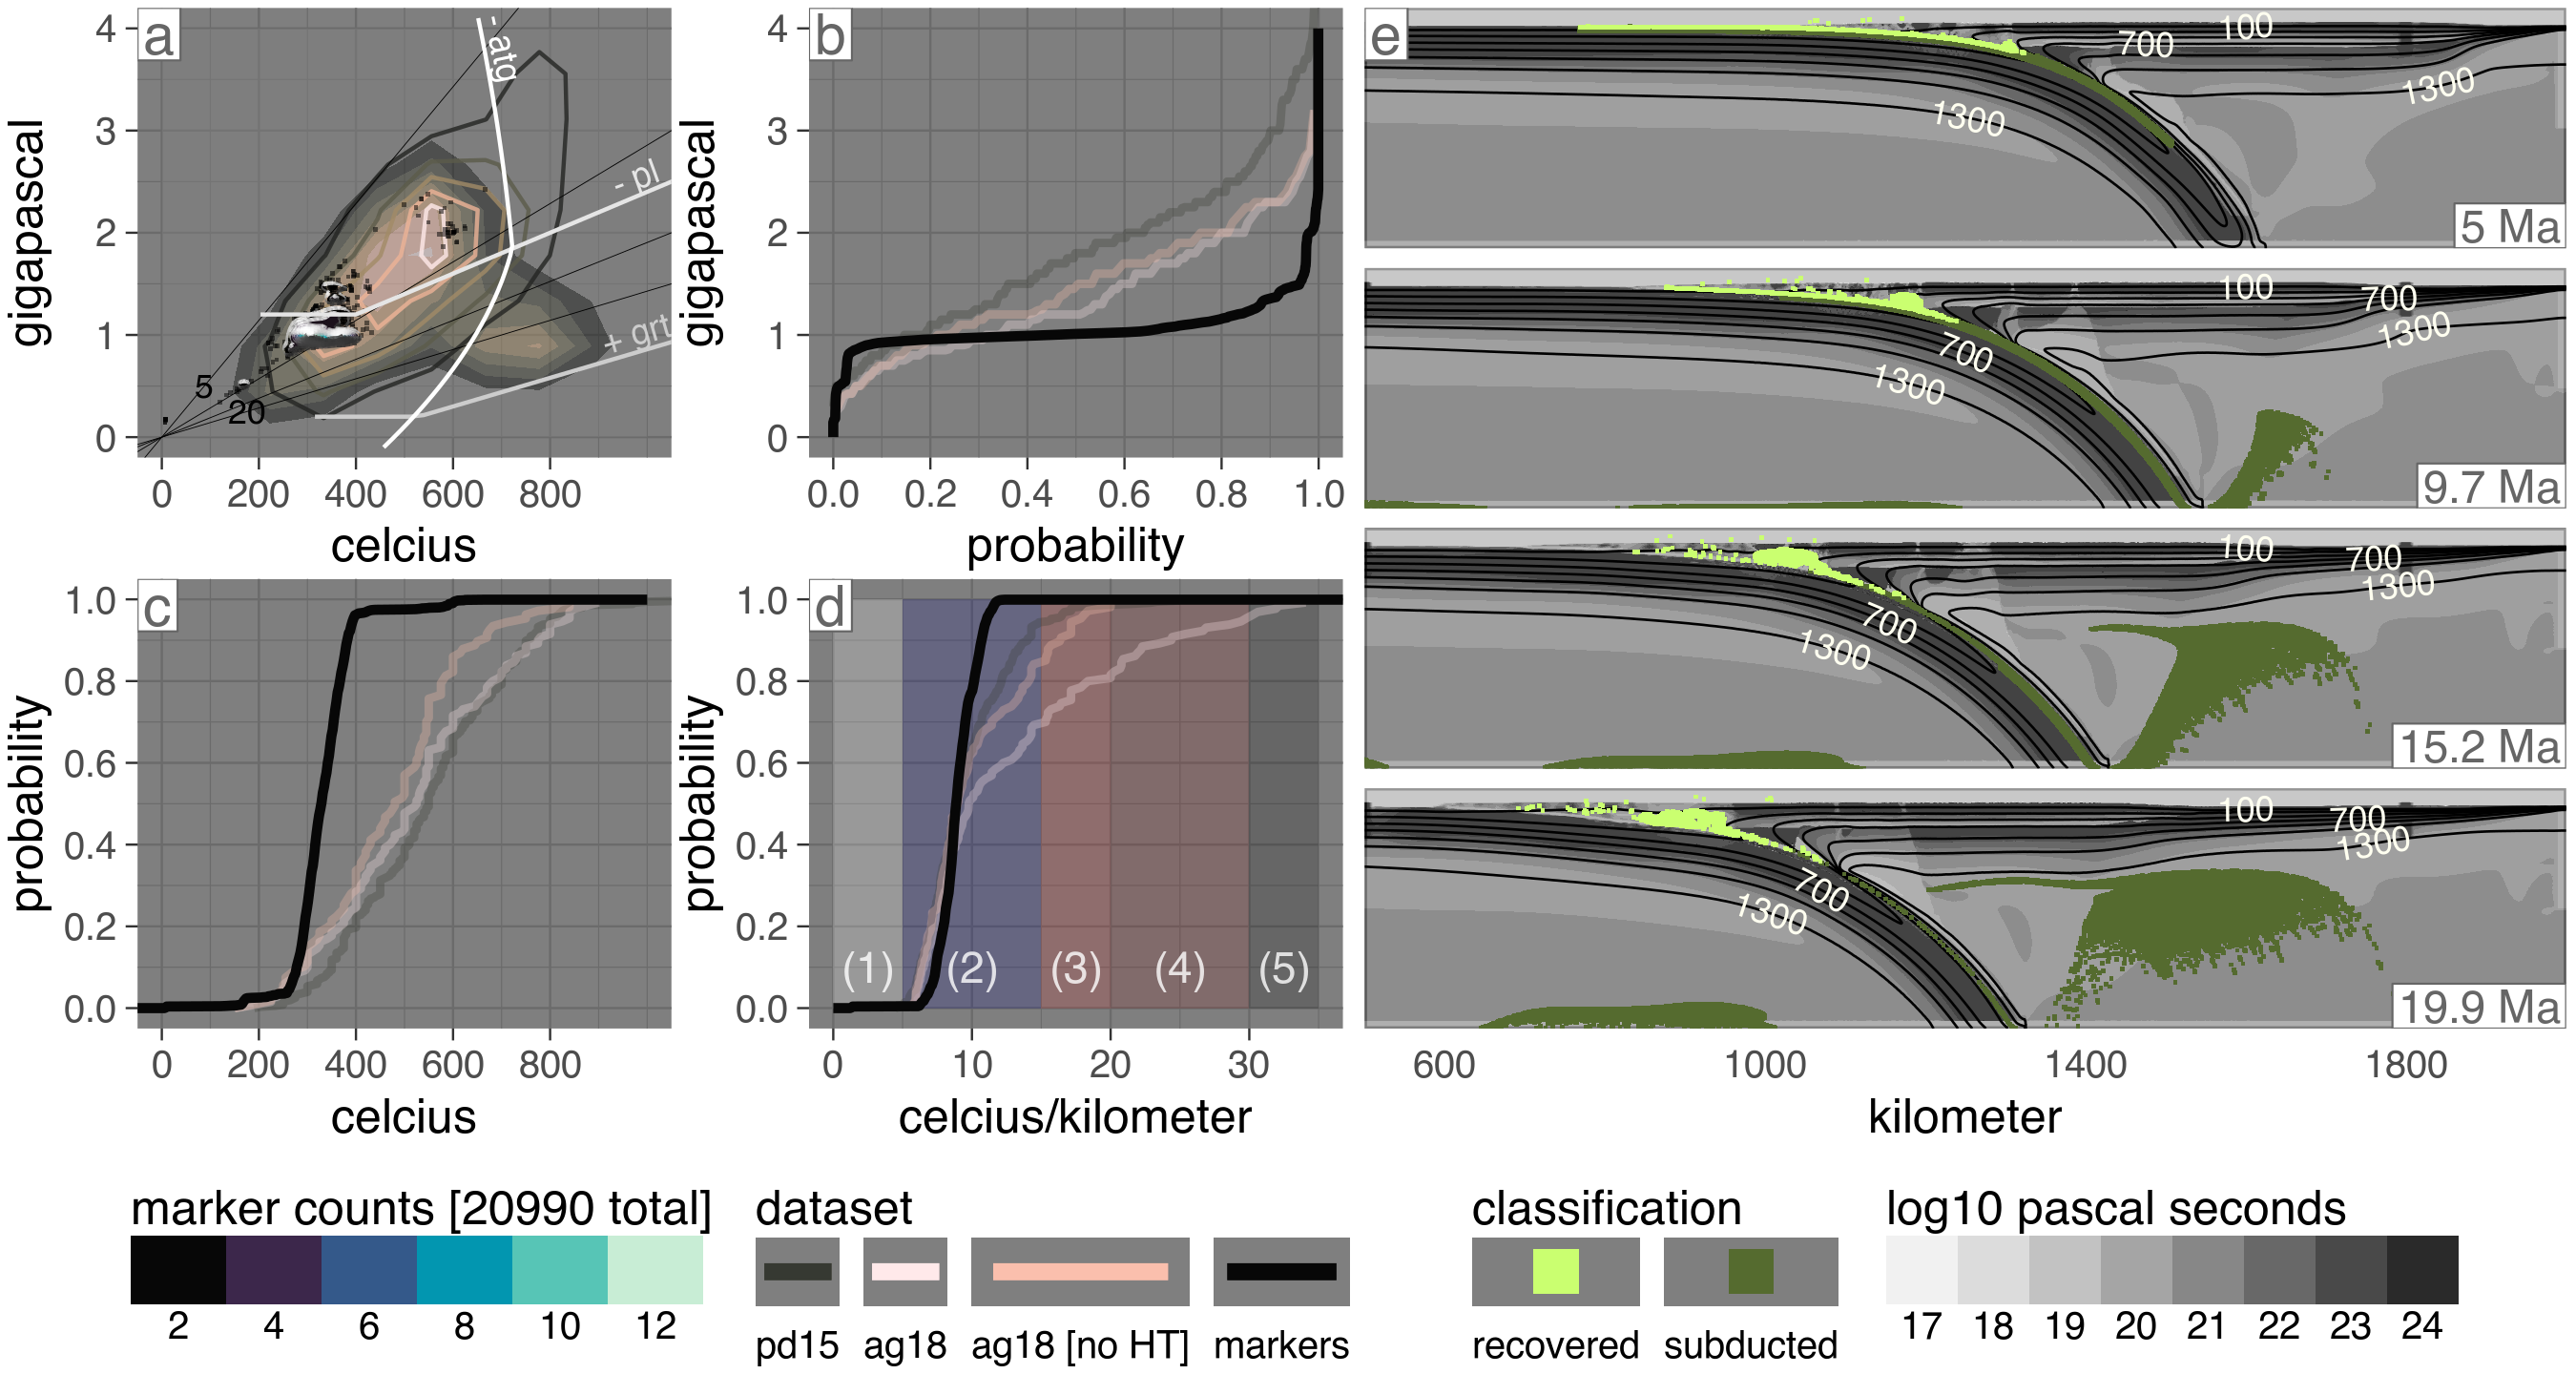 a
4
3
2
1
0
gigapascal
- atg
- pl
+ grt
5
20
0 200 400 600 800
celcius
b
4
3
2
1
0
gigapascal
0.0 0.2 0.4 0.6 0.8 1.0
probability
c
1.0
0.8
0.6
0.4
0.2
0.0
probability
0 200 400 600 800
celcius
d
1.0
0.8
0.6
0.4
0.2
0.0
probability
(1) (2) (3) (4) (5)
0 10 20 30
celcius/kilometer
e
100
700
1300
1300
5 Ma
100
700
1300
700
1300
9.7 Ma
100
700
1300
700
1300
15.2 Ma
100
700
1300
700
1300
19.9 Ma
600 1000 1400 1800
kilometer
marker counts [20990 total]
2 4 6 8 10 12
dataset
pd15 ag18 ag18 [no HT] markers
classification
recovered subducted
log10 pascal seconds
17 18 19 20 21 22 23 24